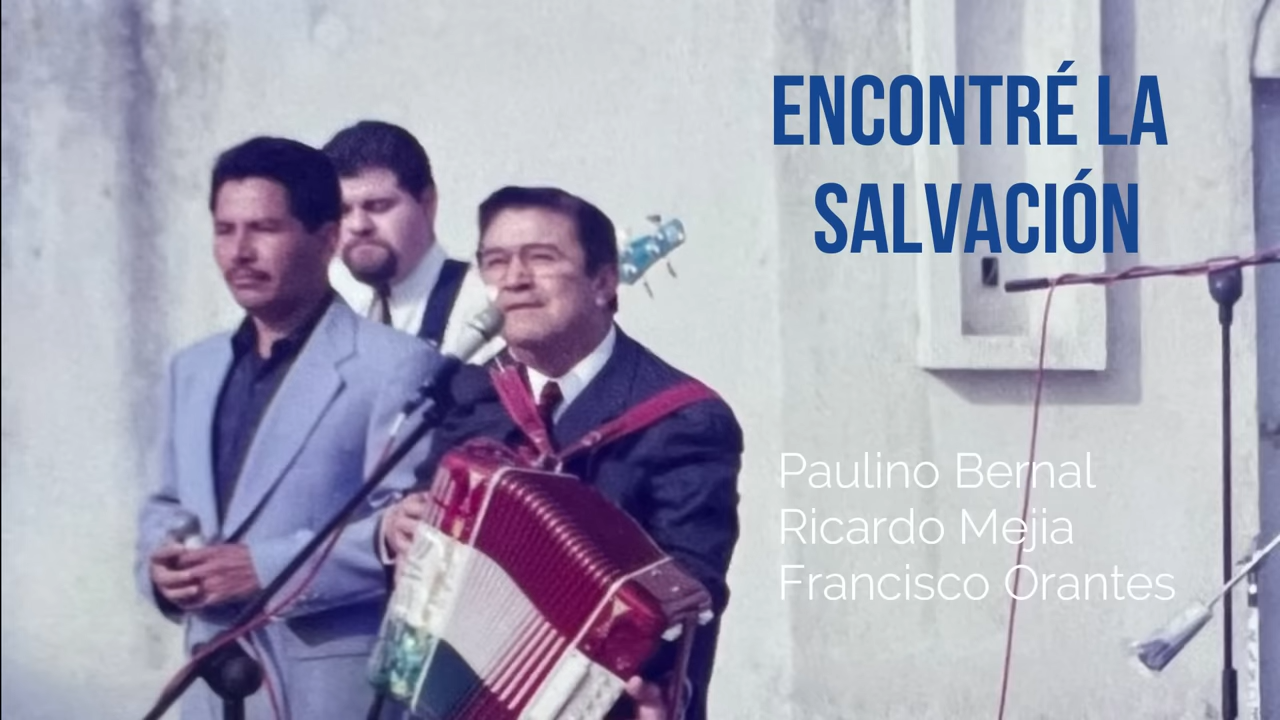 ENCONTRÉ LA
SALVACIÓN
Paulino Bernal
Ricardo Mejia
Francisco Orantes